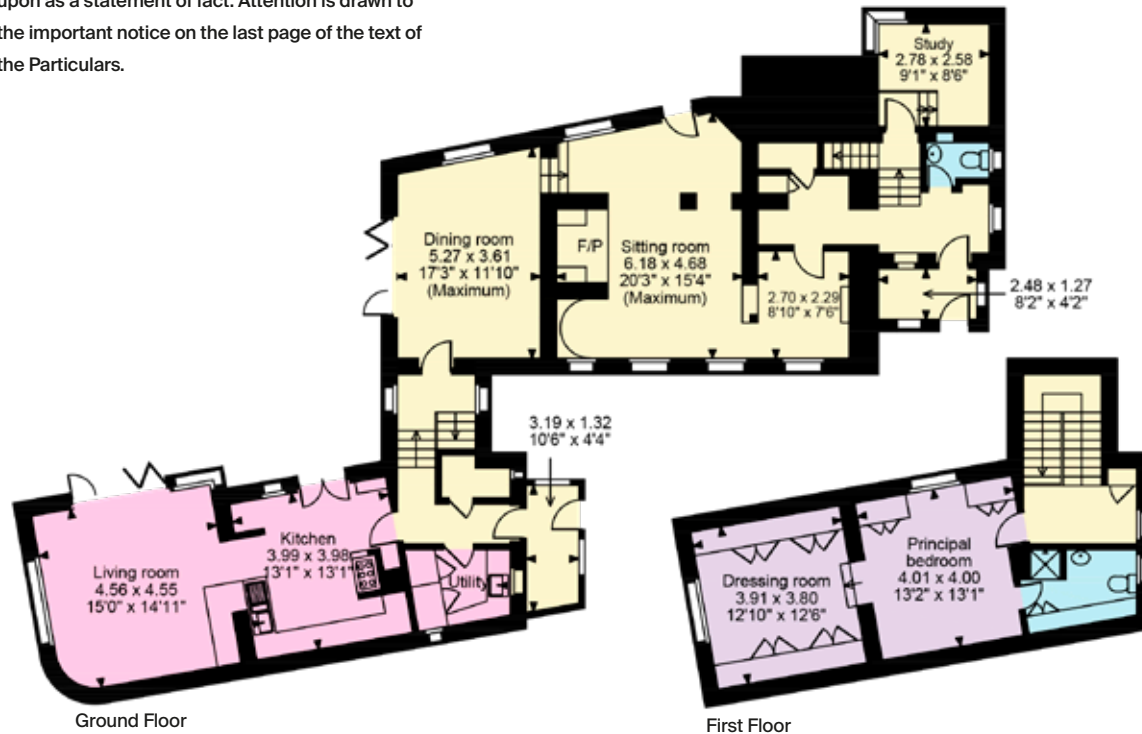 upon as a statement of fact. Attention is drawn to
the important notice on the last page of the text of
the Particulars.
Study
2.78 x 2.58
9'1" x 8'6"
Dining room
5.27 x 3.61
17'3" x 11'10"
(Maximum)
F/P
Sitting room
6.18 x 4.68
20'3" x 15'4"
(Maximum)
2.70 x 2.29
8'10" x 7'6"
2.48 x 1.27
8'2" x 4'2"
3.19 x 1.32
10'6" x 4'4"
Living room
4.56 x 4.55
15'0" x 14'11"
Kitchen
3.99 x 3.98
13'1" x 13'1"
Utility
Ground Floor
Dressing room
3.91 x 3.80
12'10" x 12'6"
Principal
bedroom
4.01 x 4.00
13'2" x 13'1"
First Floor